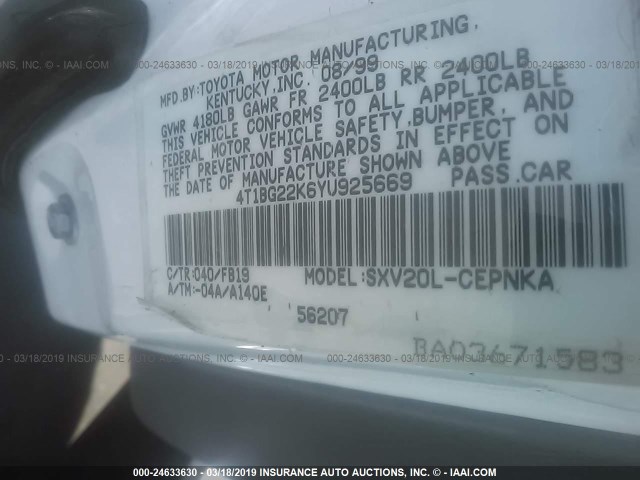 MFD.BY:TOYOTA MOTOR MANUFACTURING.
KENTUCKY,INC. 08/99
GVWR 4180LB GAWR FR 2400LB RR 2400LB
THIS VEHICLE CONFORMS TO ALL APPLICABLE
FEDERAL MOTOR VEHICLE SAFETY,BUMPER, AND
THEFT PREVENTION STANDARDS IN EFFECT ON
THE DATE OF MANUFACTURE SHOWN ABOVE
4T1BG22K6YU925669 PASS.CAR
C/TR:040/FB19 MODEL:SXV20L-CEPNKA
A/TM:-04A/A140E
56207
BA03671583
000-24633630 - 03/18/2019 INSURANCE AUTO AUCTIONS, INC. - © IAAI.COM